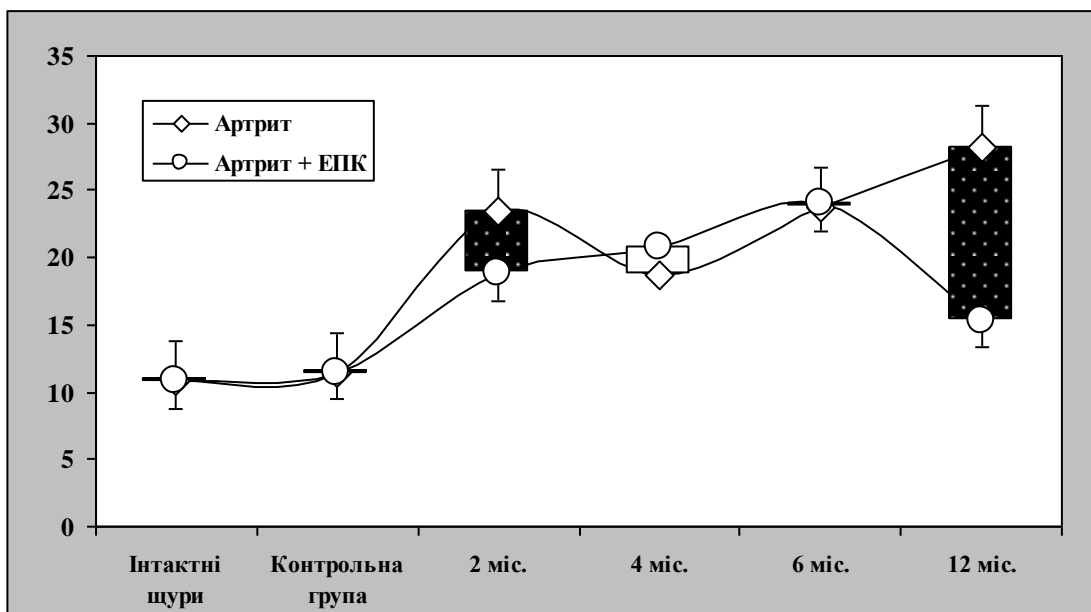 35
30
25
20
15
10
5
0
Артрит
Артрит + ЕПК
Інтактні
щури
Контрольна
група
2 міс.
4 міс.
6 міс.
12 міс.